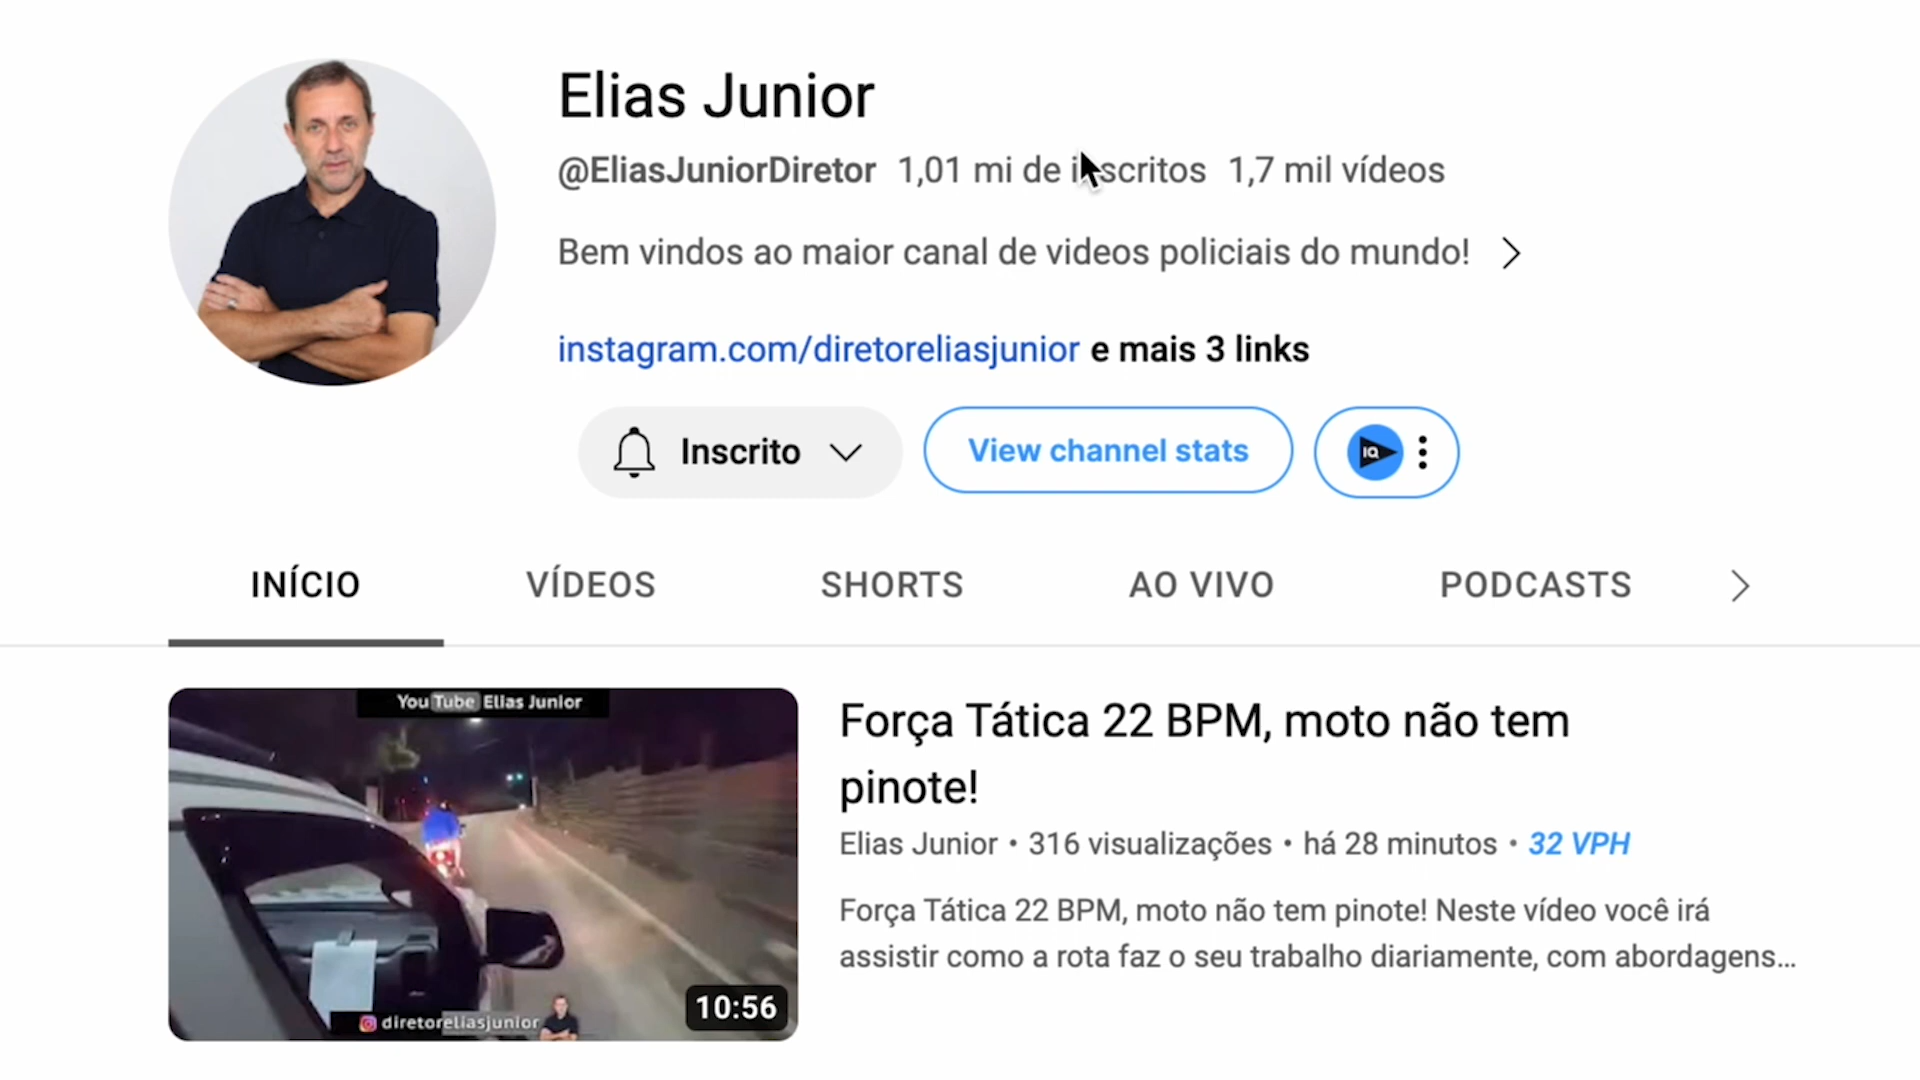 Elias Junior
@EliasJuniorDiretor 1,01 mi de inscritos 1,7 mil vídeos
Bem vindos ao maior canal de videos policiais do mundo!
instagram.com/diretoreliasjunior e mais 3 links
Inscrito
View channel stats
IQ
INÍCIO VÍDEOS SHORTS AO VIVO PODCASTS
You Tube Elias Junior
diretoreliasjunior
10:56
Força Tática 22 BPM, moto não tem
pinote!
Elias Junior • 316 visualizações • há 28 minutos • 32 VPH
Força Tática 22 BPM, moto não tem pinote! Neste vídeo você irá
assistir como a rota faz o seu trabalho diariamente, com abordagens...